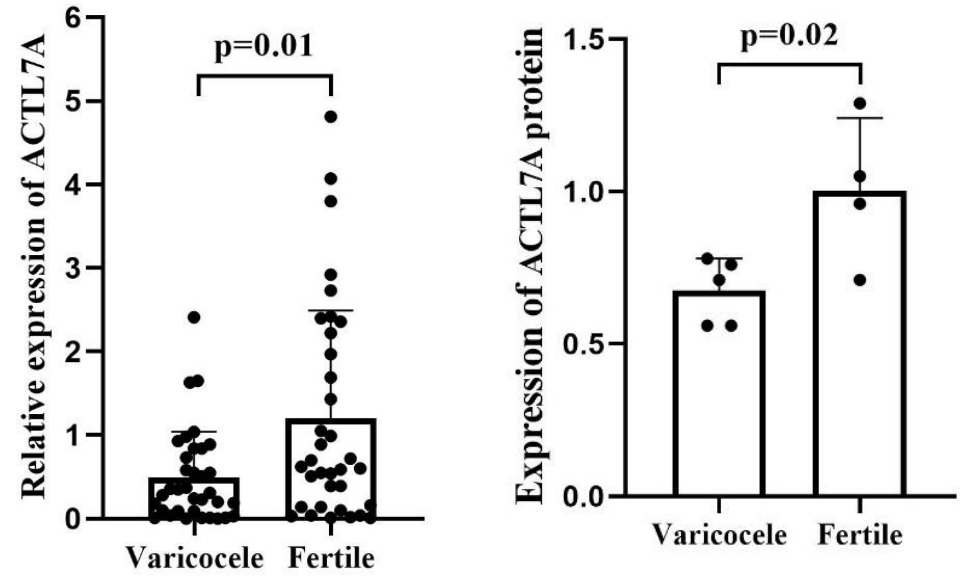 Relative expression of ACTL7A
6
5
4
3
2
1
0
p=0.01
Varicocele
Fertile
Expression of ACTL7A protein
1.5
1.0
0.5
0.0
p=0.02
Varicocele
Fertile